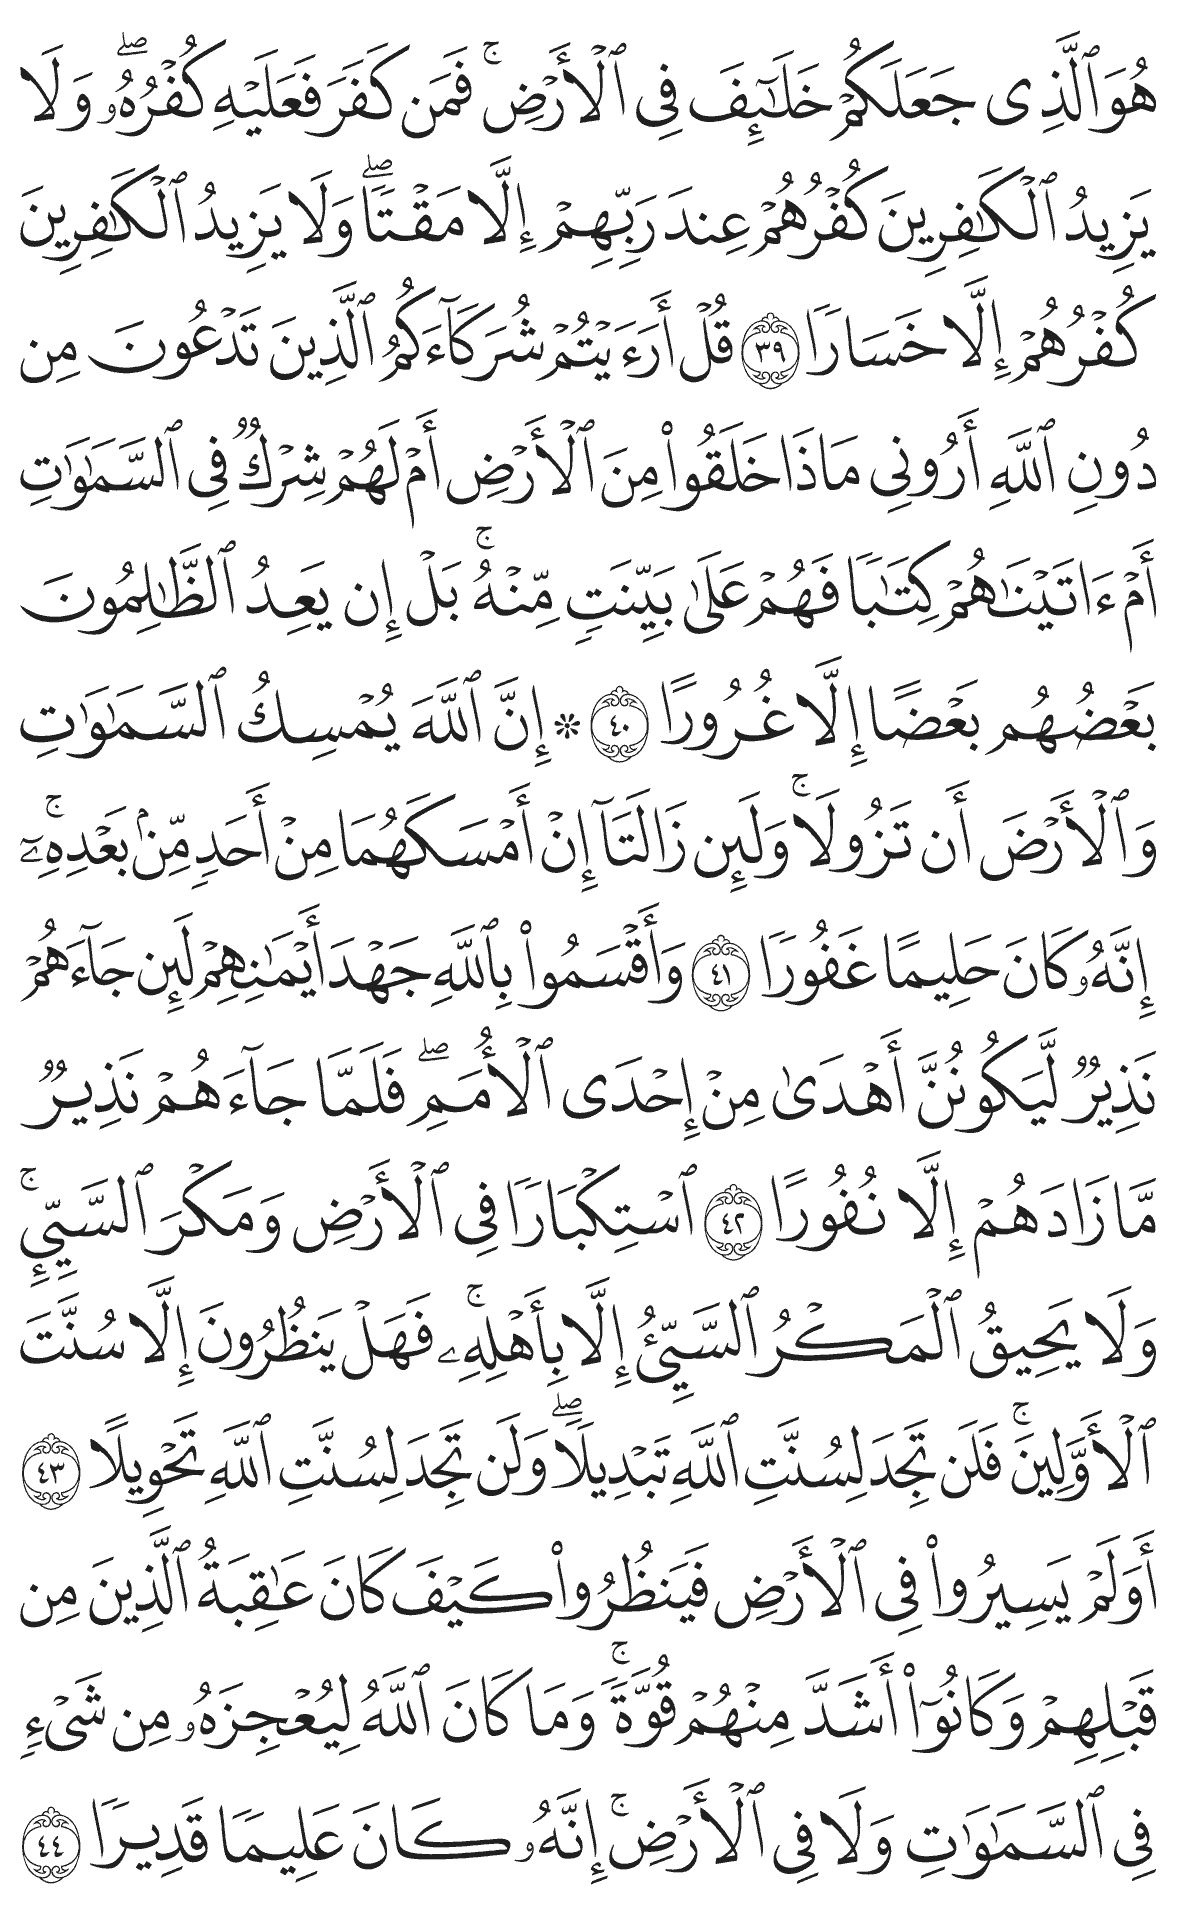 هُوَ ٱلَّذِى جَعَلَكُمْ خَلَـٰٓئِفَ فِى ٱلْأَرْضِ ۚ فَمَن كَفَرَ فَعَلَيْهِ كُفْرُهُۥ ۖ وَلَا
يَزِيدُ ٱلْكَـٰفِرِينَ كُفْرُهُمْ عِندَ رَبِّهِمْ إِلَّا مَقْتًا ۖ وَلَا يَزِيدُ ٱلْكَـٰفِرِينَ
كُفْرُهُمْ إِلَّا خَسَارًا ۝٣٩ قُلْ أَرَءَيْتُمْ شُرَكَآءَكُمُ ٱلَّذِينَ تَدْعُونَ مِن
دُونِ ٱللَّهِ أَرُونِى مَاذَا خَلَقُوا۟ مِنَ ٱلْأَرْضِ أَمْ لَهُمْ شِرْكٌ فِى ٱلسَّمَـٰوَٰتِ
أَمْ ءَاتَيْنَـٰهُمْ كِتَـٰبًا فَهُمْ عَلَىٰ بَيِّنَتٍ مِّنْهُ ۚ بَلْ إِن يَعِدُ ٱلظَّـٰلِمُونَ
بَعْضُهُم بَعْضًا إِلَّا غُرُورًا ۝٤٠ ۞ إِنَّ ٱللَّهَ يُمْسِكُ ٱلسَّمَـٰوَٰتِ
وَٱلْأَرْضَ أَن تَزُولَا ۚ وَلَئِن زَالَتَآ إِنْ أَمْسَكَهُمَا مِنْ أَحَدٍ مِّنۢ بَعْدِهِۦٓ ۚ
إِنَّهُۥ كَانَ حَلِيمًا غَفُورًا ۝٤١ وَأَقْسَمُوا۟ بِٱللَّهِ جَهْدَ أَيْمَـٰنِهِمْ لَئِن جَآءَهُمْ
نَذِيرٌ لَّيَكُونُنَّ أَهْدَىٰ مِنْ إِحْدَى ٱلْأُمَمِ ۖ فَلَمَّا جَآءَهُمْ نَذِيرٌ
مَّا زَادَهُمْ إِلَّا نُفُورًا ۝٤٢ ٱسْتِكْبَارًا فِى ٱلْأَرْضِ وَمَكْرَ ٱلسَّيِّئِ ۚ
وَلَا يَحِيقُ ٱلْمَكْرُ ٱلسَّيِّئُ إِلَّا بِأَهْلِهِۦ ۚ فَهَلْ يَنظُرُونَ إِلَّا سُنَّتَ
ٱلْأَوَّلِينَ ۚ فَلَن تَجِدَ لِسُنَّتِ ٱللَّهِ تَبْدِيلًا ۖ وَلَن تَجِدَ لِسُنَّتِ ٱللَّهِ تَحْوِيلًا ۝٤٣
أَوَلَمْ يَسِيرُوا۟ فِى ٱلْأَرْضِ فَيَنظُرُوا۟ كَيْفَ كَانَ عَـٰقِبَةُ ٱلَّذِينَ مِن
قَبْلِهِمْ وَكَانُوٓا۟ أَشَدَّ مِنْهُمْ قُوَّةً ۚ وَمَا كَانَ ٱللَّهُ لِيُعْجِزَهُۥ مِن شَىْءٍ
فِى ٱلسَّمَـٰوَٰتِ وَلَا فِى ٱلْأَرْضِ ۚ إِنَّهُۥ كَانَ عَلِيمًا قَدِيرًا ۝٤٤